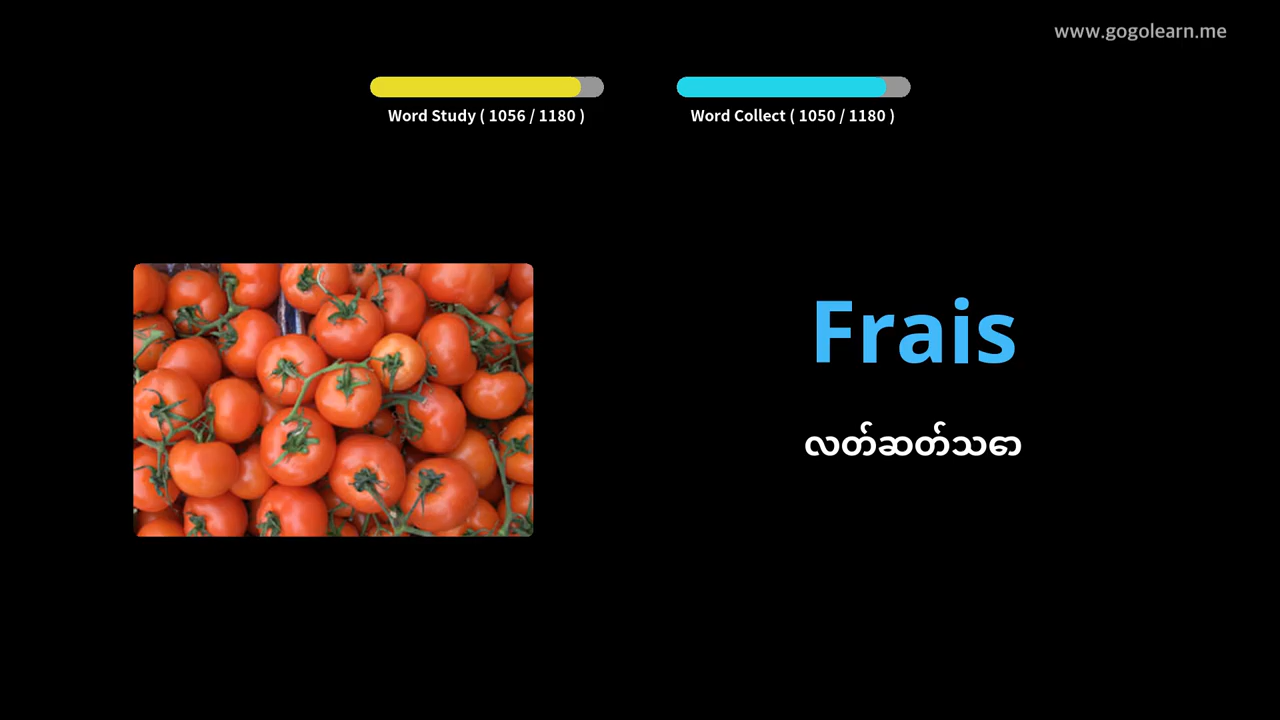 www.gogolearn.me
Word Study ( 1056 / 1180 )
Word Collect ( 1050 / 1180 )
Frais
လတ်ဆတ်သော